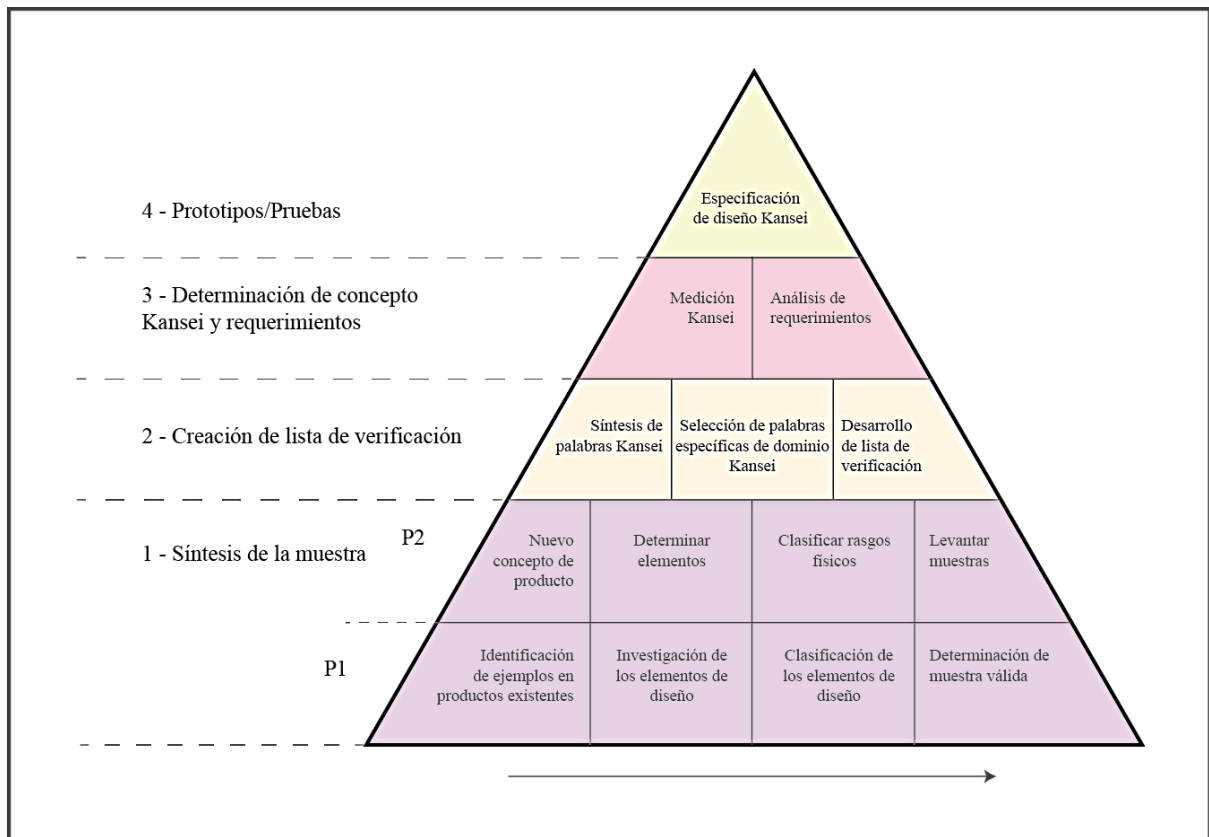 Especificación
de diseño Kansei
4 - Prototipos/Pruebas
3 - Determinación de concepto
Kansei y requerimientos
Medición
Kansei
Análisis de
requerimientos
2 - Creación de lista de verificación
Síntesis de
palabras Kansei
Selección de palabras
específicas de dominio
Kansei
Desarrollo
de lista de
verificación
1 - Síntesis de la muestra
P2
Nuevo
concepto de
producto
Determinar
elementos
Clasificar rasgos
físicos
Levantar
muestras
P1
Identificación
de ejemplos en
productos existentes
Investigación de
los elementos de
diseño
Clasificación de
los elementos de
diseño
Determinación de
muestra válida